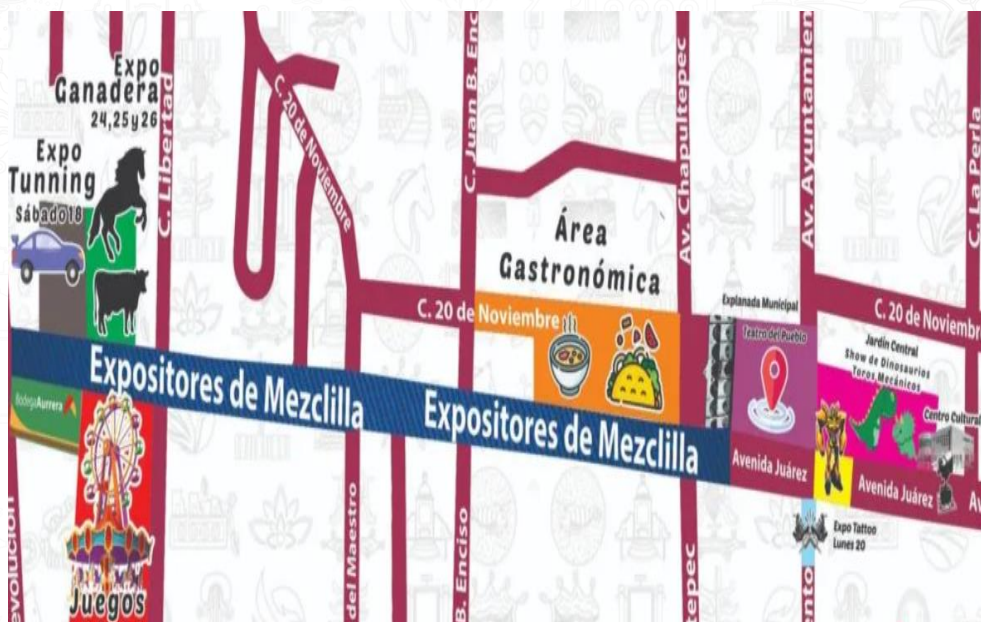 Expo
Ganadera
24,25 y 26
Expo
Tunning
Sábado 18
C. Libertad
C. 20 de Noviembre
C. Juan B. Enc
Av. Chapultepec
Av. Ayuntamien
C. La Perla
Área
Gastronómica
C. 20 de Noviembre
Explanada Municipal
Teatro del Pueblo
C. 20 de Noviembr
Jardín Central
Show de Dinosaurios
Toros Mecánicos
Centro Cultural
BodegaAurrera
Expositores de Mezclilla
Expositores de Mezclilla
Avenida Juárez
Avenida Juárez
Av
Expo Tattoo
Lunes 20
evolución
Juegos
del Maestro
B. Enciso
tepec
nto